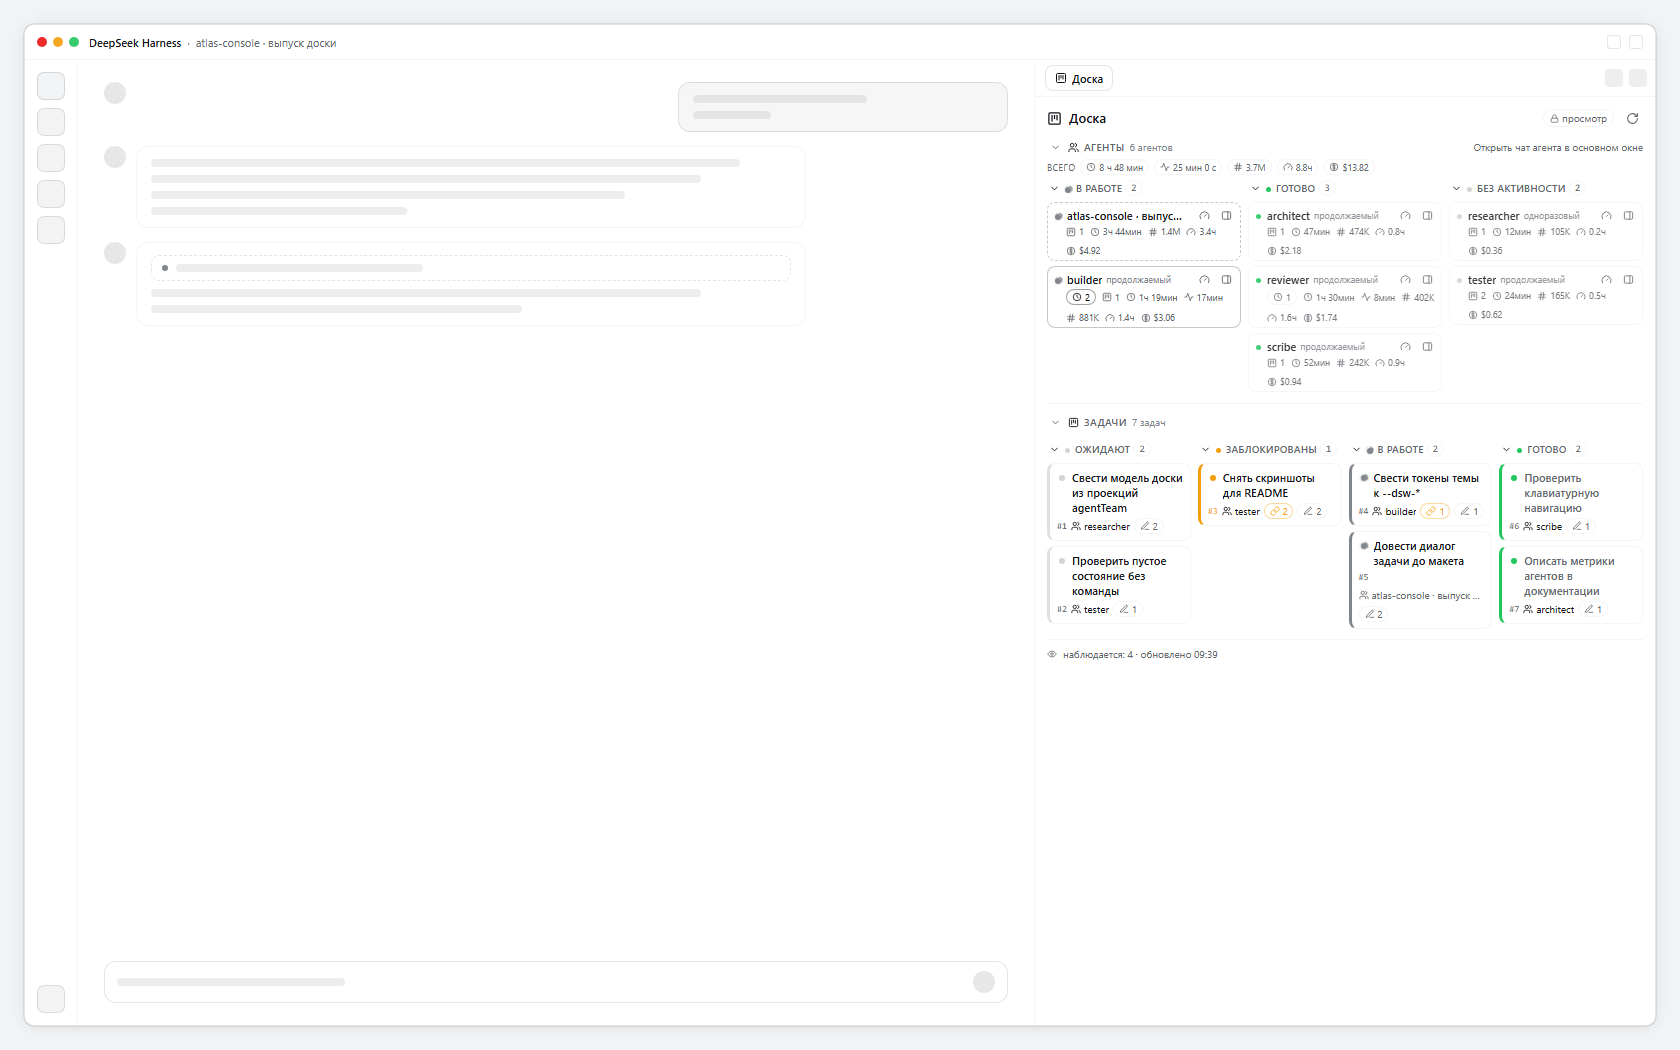 DeepSeek Harness · atlas-console · выпуск доски
Доска
Доска
просмотр
АГЕНТЫ 6 агентов
Открыть чат агента в основном окне
ВСЕГО 8 ч 48 мин 25 мин 0 с 3.7M 8.8ч $13.82
В РАБОТЕ 2
atlas-console · выпус...
1 3ч 44мин 1.4M 3.4ч
$4.92
builder продолжаемый
2 1 1ч 19мин 17мин
881K 1.4ч $3.06
ГОТОВО 3
architect продолжаемый
1 47мин 474K 0.8ч
$2.18
reviewer продолжаемый
1 1ч 30мин 8мин 402K
1.6ч $1.74
scribe продолжаемый
1 52мин 242K 0.9ч
$0.94
БЕЗ АКТИВНОСТИ 2
researcher одноразовый
1 12мин 105K 0.2ч
$0.36
tester продолжаемый
2 24мин 165K 0.5ч
$0.62
ЗАДАЧИ 7 задач
ОЖИДАЮТ 2
Свести модель доски
из проекций
agentTeam
#1 researcher 2
Проверить пустое
состояние без
команды
#2 tester 1
ЗАБЛОКИРОВАНЫ 1
Снять скриншоты
для README
#3 tester 2 2
В РАБОТЕ 2
Свести токены темы
к --dsw-*
#4 builder 1 1
Довести диалог
задачи до макета
#5
atlas-console · выпуск ...
2
ГОТОВО 2
Проверить
клавиатурную
навигацию
#6 scribe 1
Описать метрики
агентов в
документации
#7 architect 1
наблюдается: 4 · обновлено 09:39